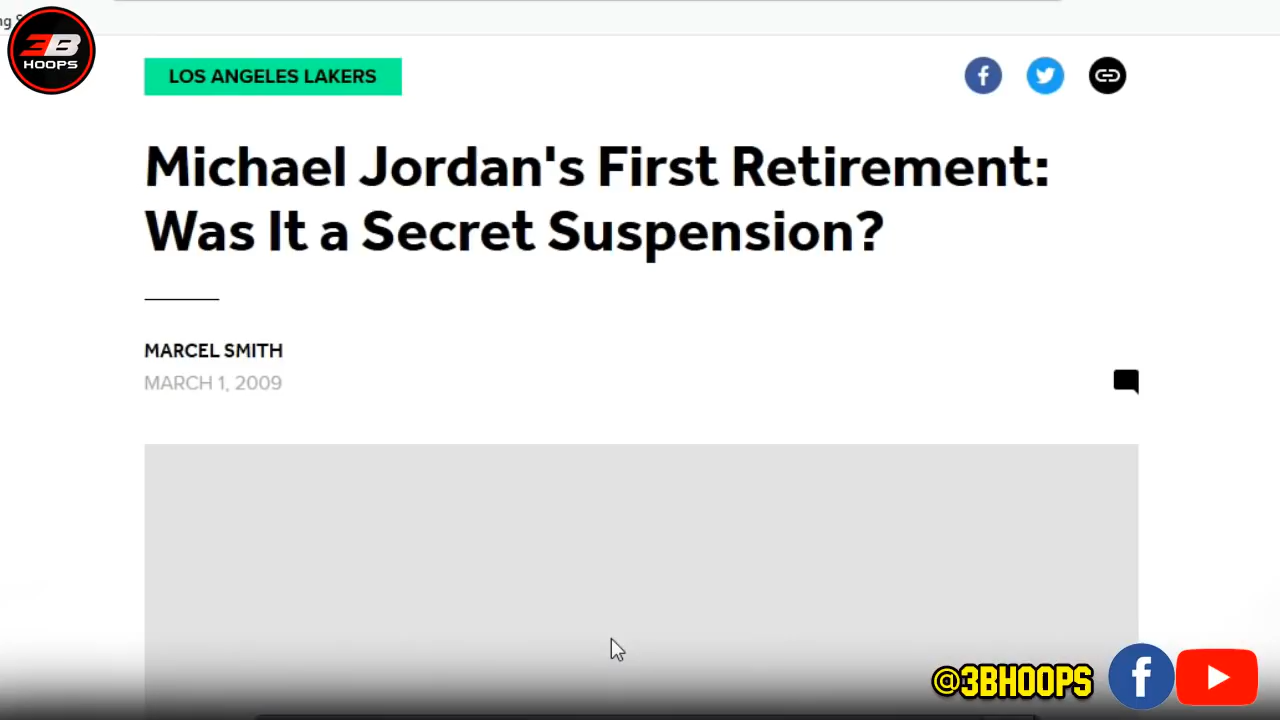 3B
HOOPS
LOS ANGELES LAKERS
Michael Jordan's First Retirement:
Was It a Secret Suspension?
MARCEL SMITH
MARCH 1, 2009
@3BHOOPS